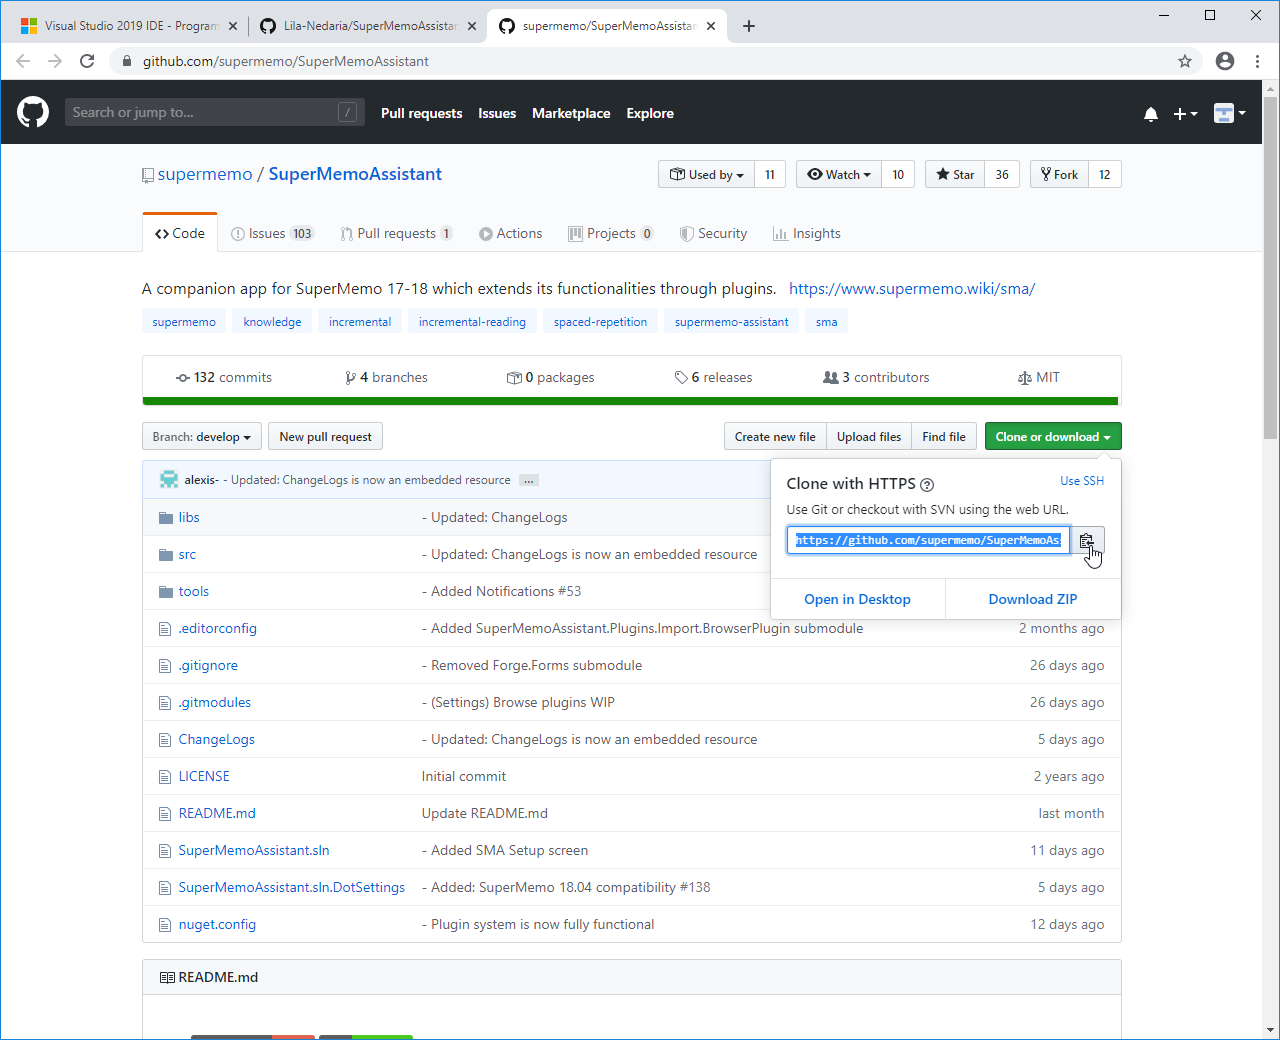 Visual Studio 2019 IDE - Program
Lila-Nedaria/SuperMemoAssistan
supermemo/SuperMemoAssistan
github.com/supermemo/SuperMemoAssistant
Search or jump to...
/
Pull requests
Issues
Marketplace
Explore
supermemo / SuperMemoAssistant
Used by 11
Watch 10
Star 36
Fork 12
Code
Issues 103
Pull requests 1
Actions
Projects 0
Security
Insights
A companion app for SuperMemo 17-18 which extends its functionalities through plugins. https://www.supermemo.wiki/sma/
supermemo knowledge incremental incremental-reading spaced-repetition supermemo-assistant sma
132 commits 4 branches 0 packages 6 releases 3 contributors MIT
Branch: develop New pull request Create new file Upload files Find file Clone or download
alexis- - Updated: ChangeLogs is now an embedded resource ...
Clone with HTTPS ?
Use SSH
Use Git or checkout with SVN using the web URL.
https://github.com/supermemo/SuperMemoAs
Open in Desktop Download ZIP
libs - Updated: ChangeLogs
src - Updated: ChangeLogs is now an embedded resource
tools - Added Notifications #53
.editorconfig - Added SuperMemoAssistant.Plugins.Import.BrowserPlugin submodule 2 months ago
.gitignore - Removed Forge.Forms submodule 26 days ago
.gitmodules - (Settings) Browse plugins WIP 26 days ago
ChangeLogs - Updated: ChangeLogs is now an embedded resource 5 days ago
LICENSE Initial commit 2 years ago
README.md Update README.md last month
SuperMemoAssistant.sln - Added SMA Setup screen 11 days ago
SuperMemoAssistant.sln.DotSettings - Added: SuperMemo 18.04 compatibility #138 5 days ago
nuget.config - Plugin system is now fully functional 12 days ago
README.md